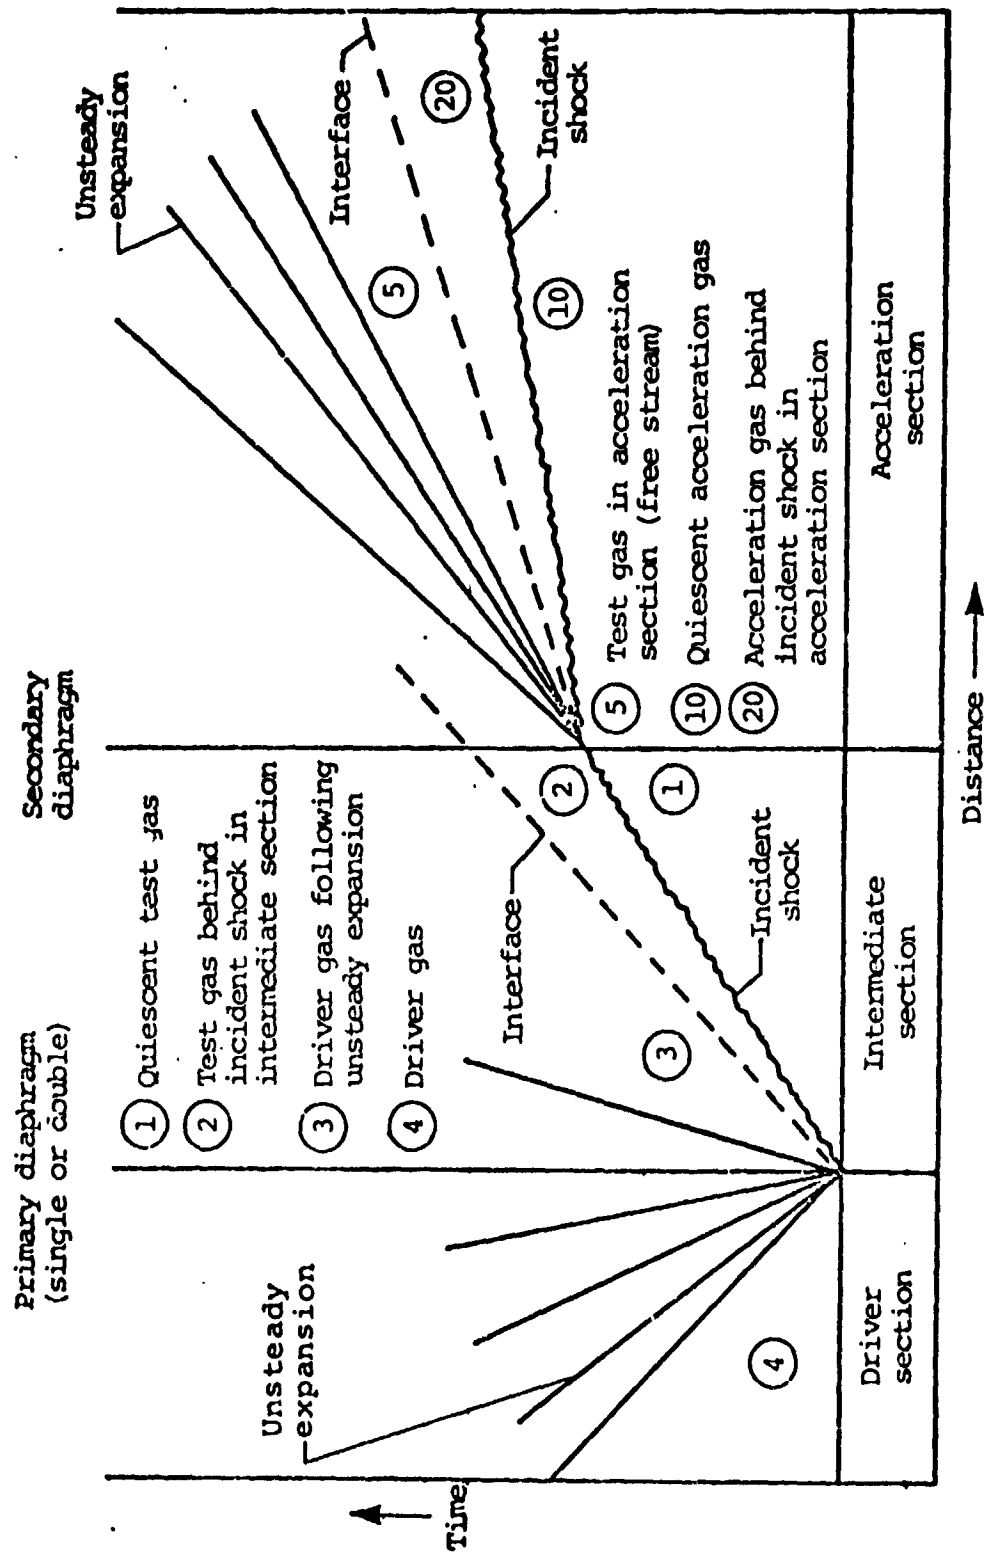 Primary diaphragm
(single or double)
Secondary
diaphragm
Unsteady
expansion
1 Quiescent test gas
2 Test gas behind
incident shock in
intermediate section
3 Driver gas following
unsteady expansion
4 Driver gas
Unsteady
expansion
Interface
Interface
20
5
10
2
1
3
4
Incident
shock
Incident
shock
5 Test gas in acceleration
section (free stream)
10 Quiescent acceleration gas
20 Acceleration gas behind
incident shock in
acceleration section
Time
Driver
section
Intermediate
section
Acceleration
section
Distance